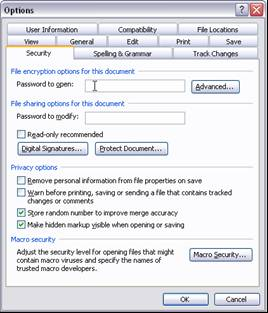 Options
User Information Compatibility File Locations
View General Edit Print Save
Security Spelling & Grammar Track Changes
File encryption options for this document
Password to open:
Advanced...
File sharing options for this document
Password to modify:
Read-only recommended
Digital Signatures... Protect Document...
Privacy options
Remove personal information from file properties on save
Warn before printing, saving or sending a file that contains tracked
changes or comments
Store random number to improve merge accuracy
Make hidden markup visible when opening or saving
Macro security
Adjust the security level for opening files that might
contain macro viruses and specify the names of
trusted macro developers.
Macro Security...
OK Cancel